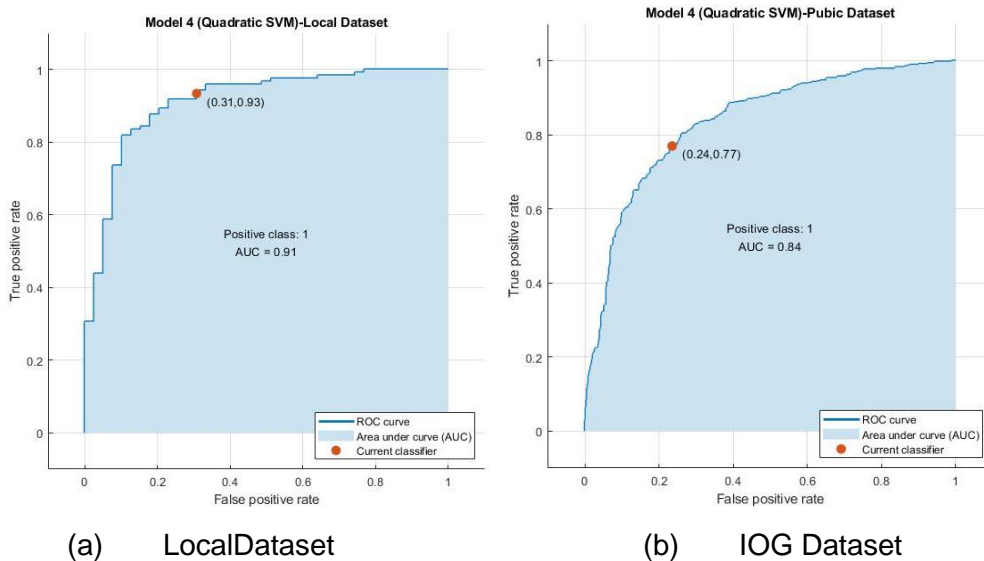 Model 4 (Quadratic SVM)-Local Dataset
1
0.8
0.6
0.4
0.2
0
True positive rate
(0.31,0.93)
Positive class: 1
AUC = 0.91
ROC curve
Area under curve (AUC)
Current classifier
0 0.2 0.4 0.6 0.8 1
False positive rate
(a) LocalDataset
Model 4 (Quadratic SVM)-Pubic Dataset
1
0.8
0.6
0.4
0.2
0
True positive rate
(0.24,0.77)
Positive class: 1
AUC = 0.84
ROC curve
Area under curve (AUC)
Current classifier
0 0.2 0.4 0.6 0.8 1
False positive rate
(b) IOG Dataset